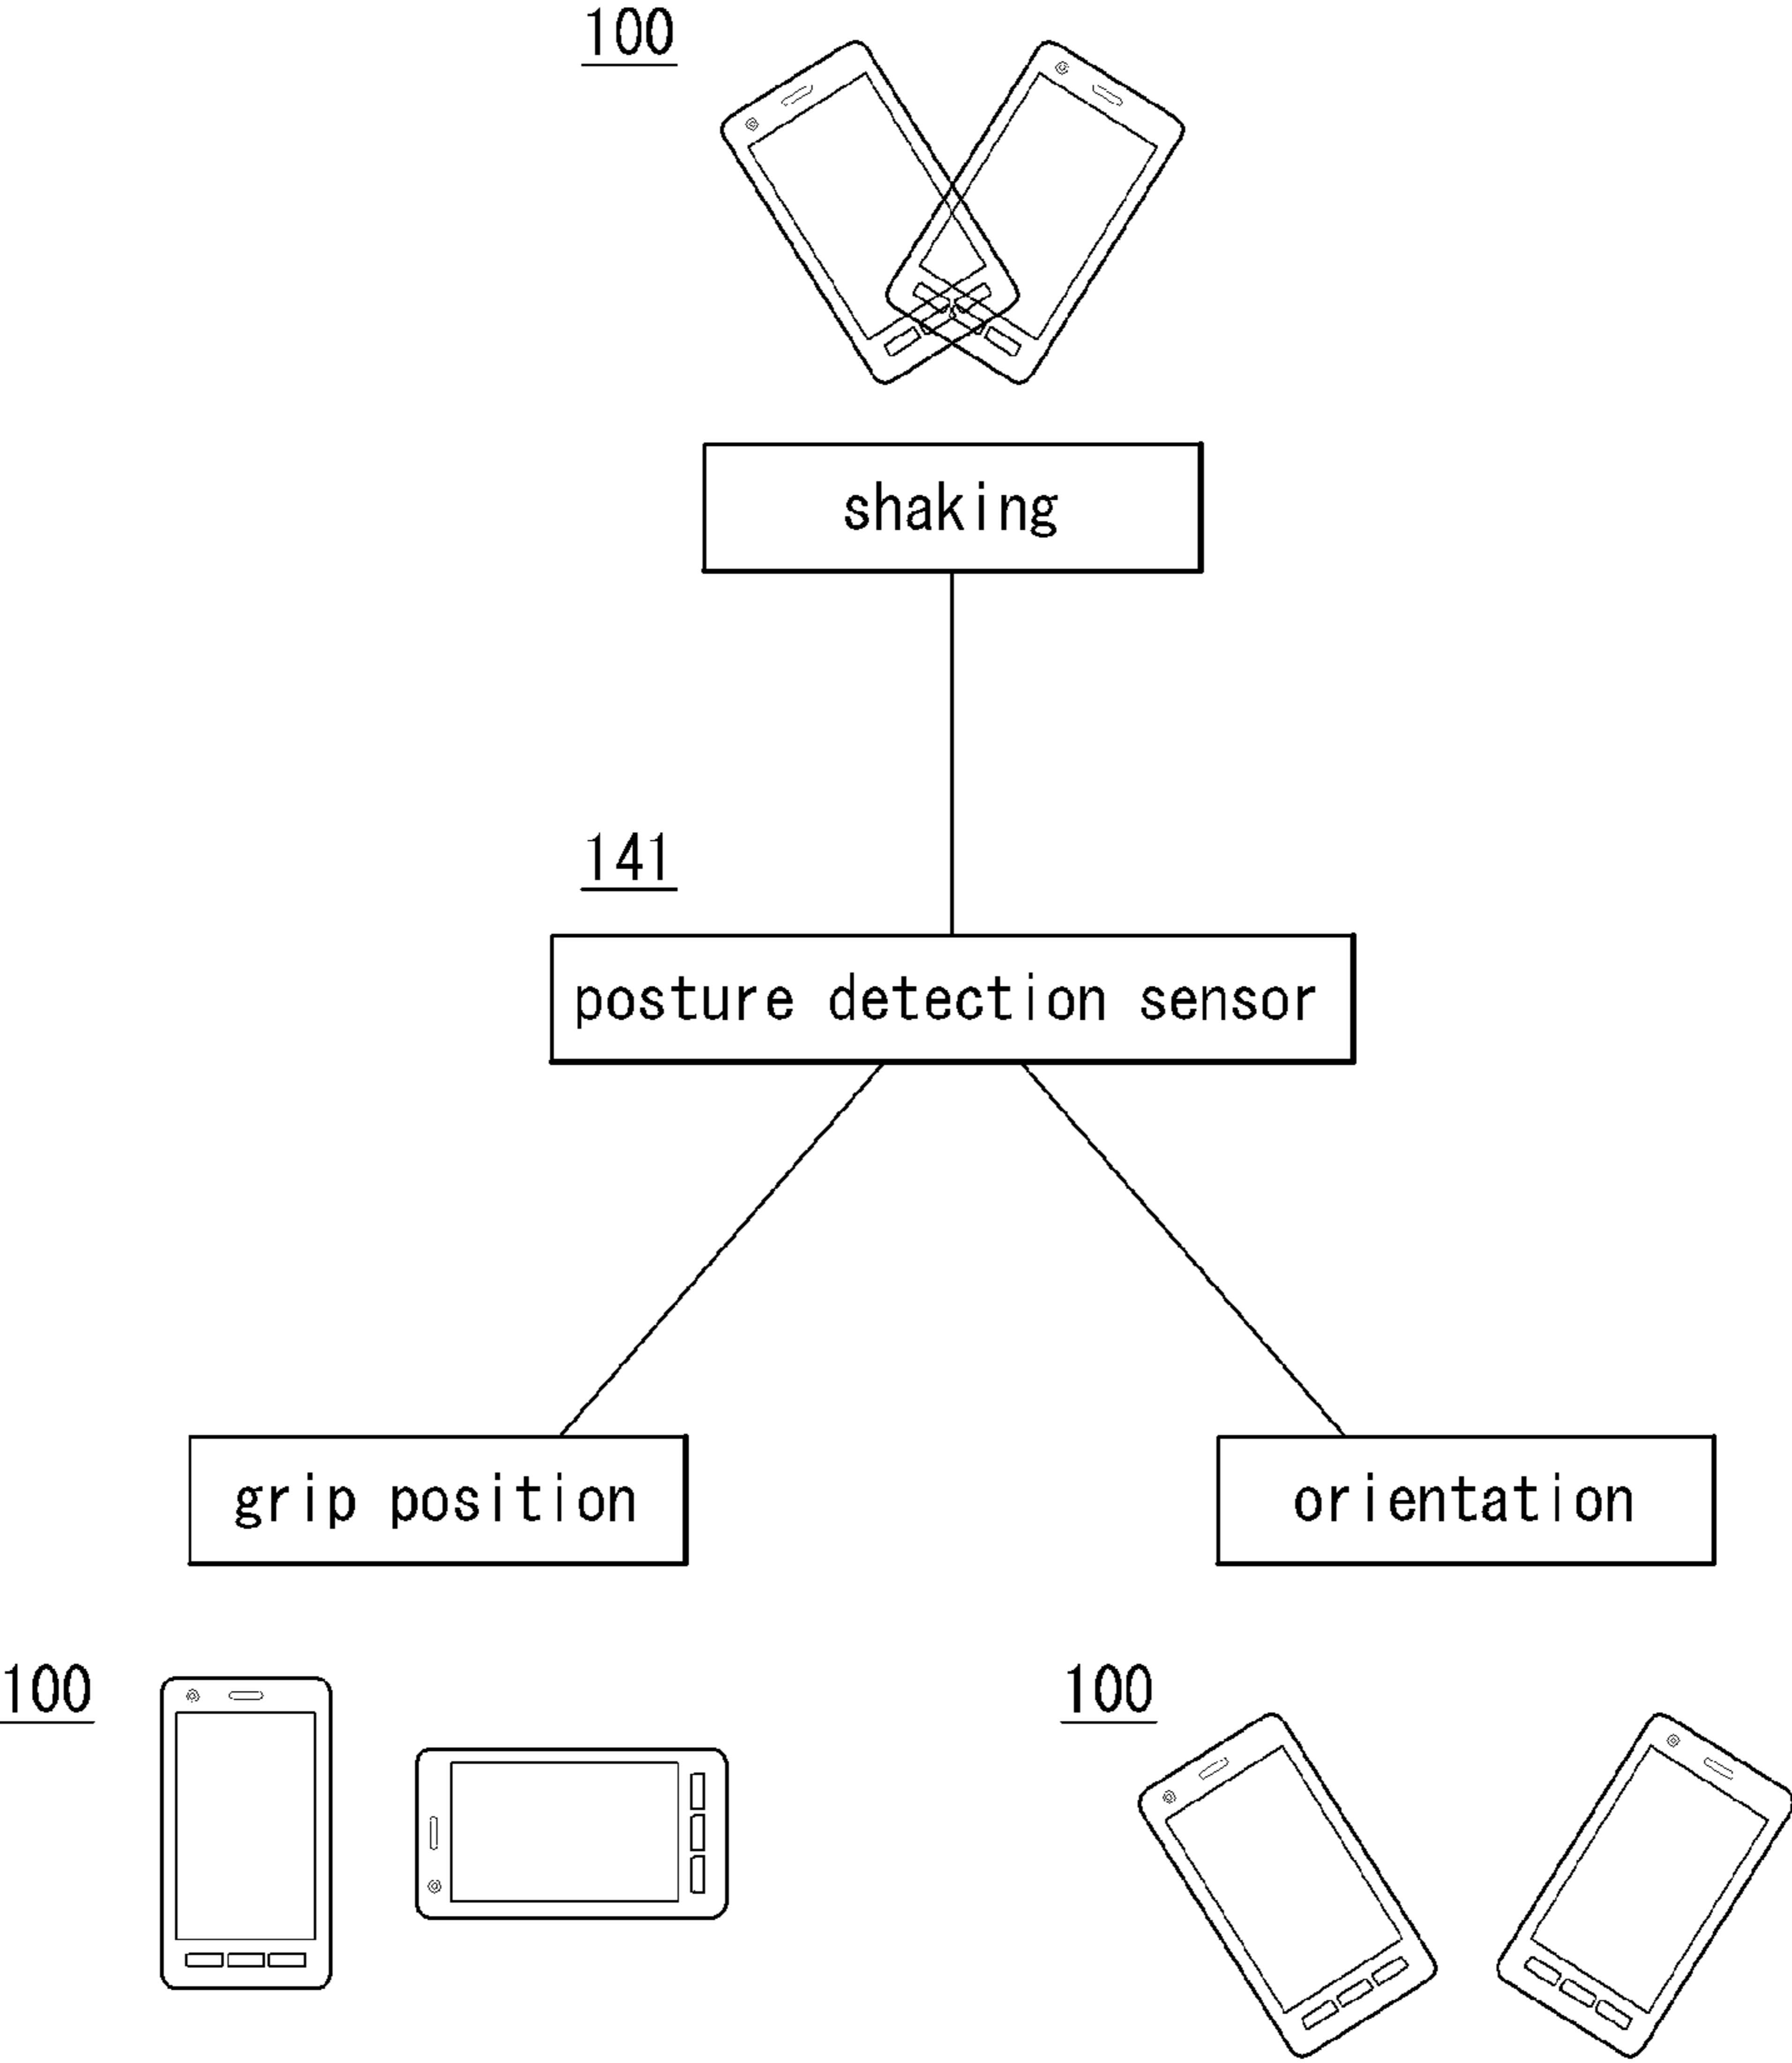 100
shaking
141
posture detection sensor
grip position
orientation
100
100